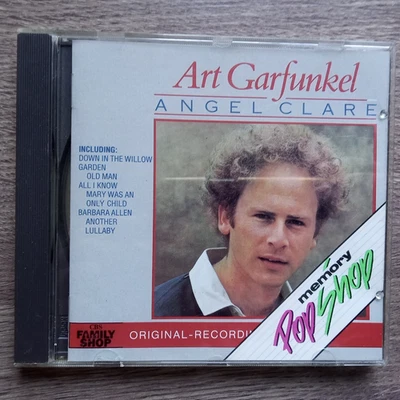 Art Garfunkel
ANGEL CLARE
INCLUDING:
DOWN IN THE WILLOW
GARDEN
OLD MAN
ALL I KNOW
MARY WAS AN
ONLY CHILD
BARBARA ALLEN
ANOTHER
LULLABY
memory
Pop Shop
CBS
FAMILY
SHOP
ORIGINAL-RECORDIN